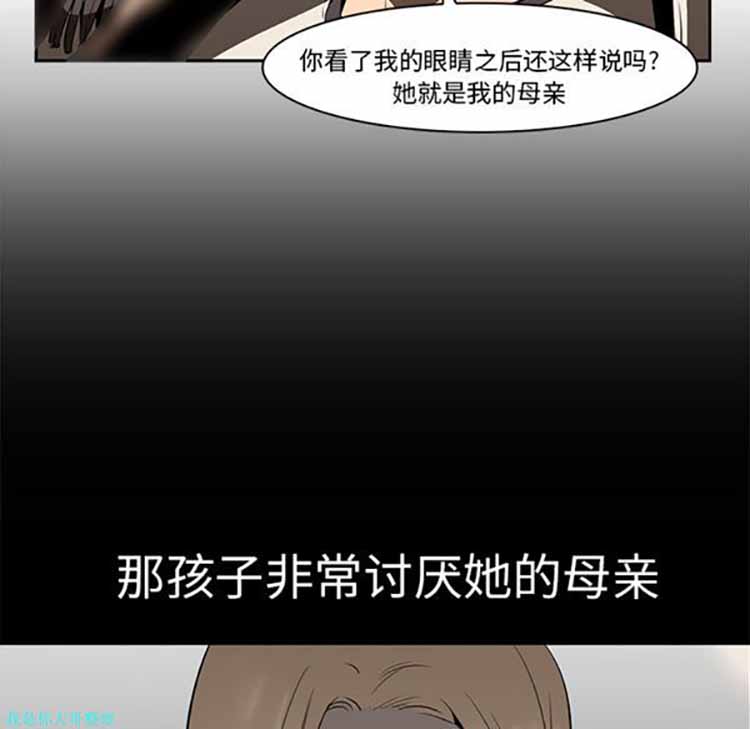 你看了我的眼睛之后还这样说吗?
她就是我的母亲
那孩子非常讨厌她的母亲